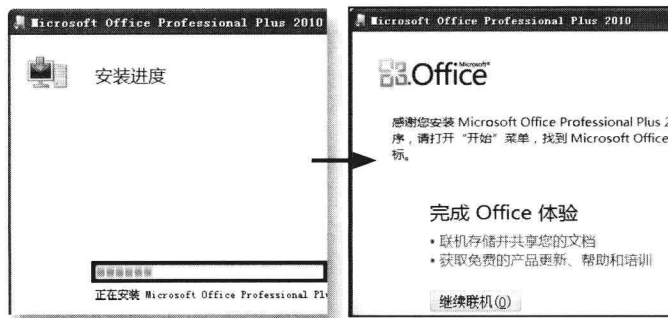 Microsoft Office Professional Plus 2010
安装进度
正在安装 Microsoft Office Professional
Microsoft Office Professional Plus 2010
Microsoft®
Office
感谢您安装 Microsoft Office Professional Plus
序，请打开“开始”菜单，找到 Microsoft Office
标。
完成 Office 体验
• 联机存储并共享您的文档
• 获取免费的产品更新、帮助和培训
继续联机(O)